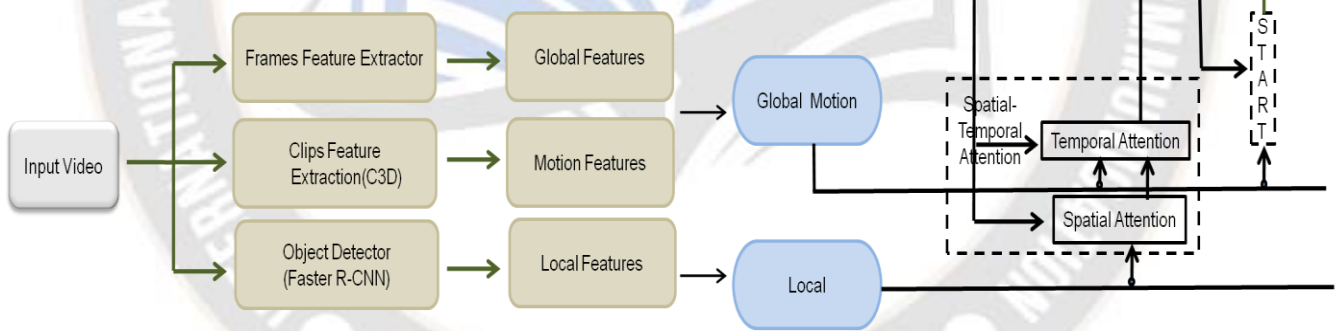 Input Video
Frames Feature Extractor
Clips Feature
Extraction(C3D)
Object Detector
(Faster R-CNN)
Global Features
Motion Features
Local Features
Global Motion
Local
Spatial-
Temporal
Attention
Temporal Attention
Spatial Attention
START